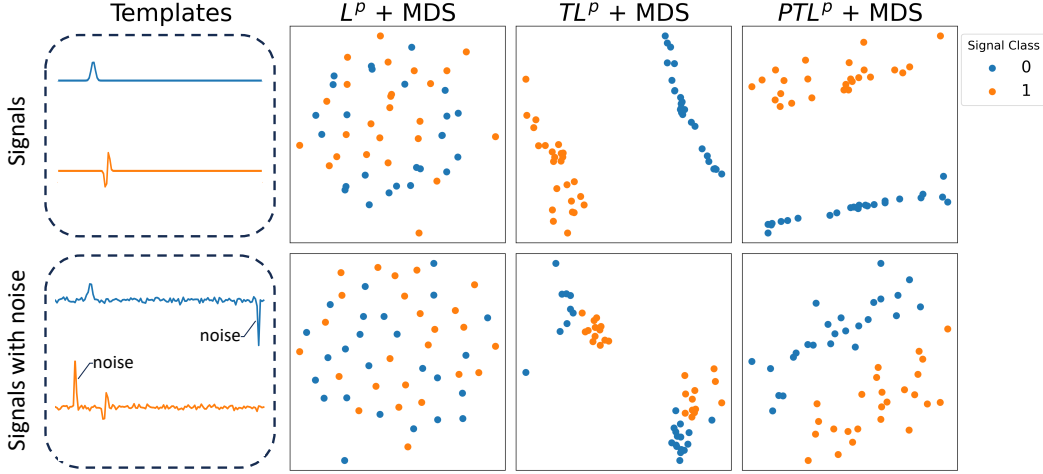 Templates
L^p + MDS
TL^p + MDS
PTL^p + MDS
Signal Class
0
1
Signals
Signals with noise
noise
noise